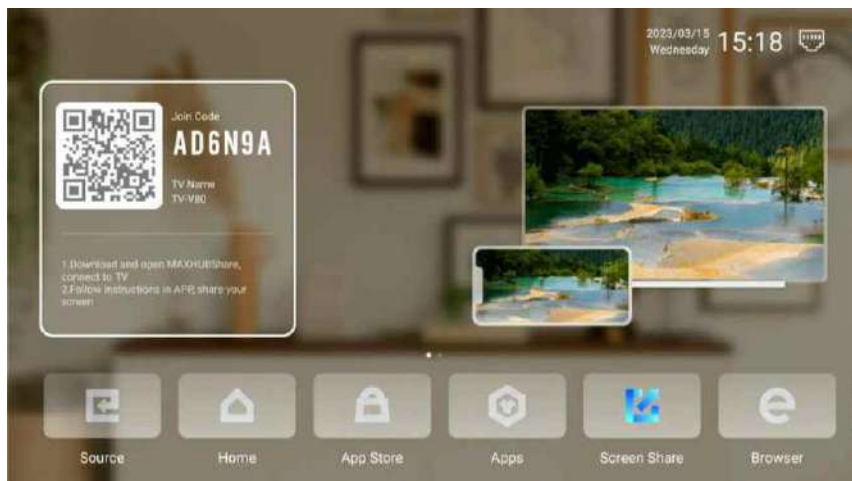 2023/03/15
Wednesday
15:18
Join Code
AD6N9A
TV Name
TV-V80
1.Download and open MAXHUBShare,
connect to TV
2.Follow instructions in APP, share your
screen
Source
Home
App Store
Apps
Screen Share
Browser